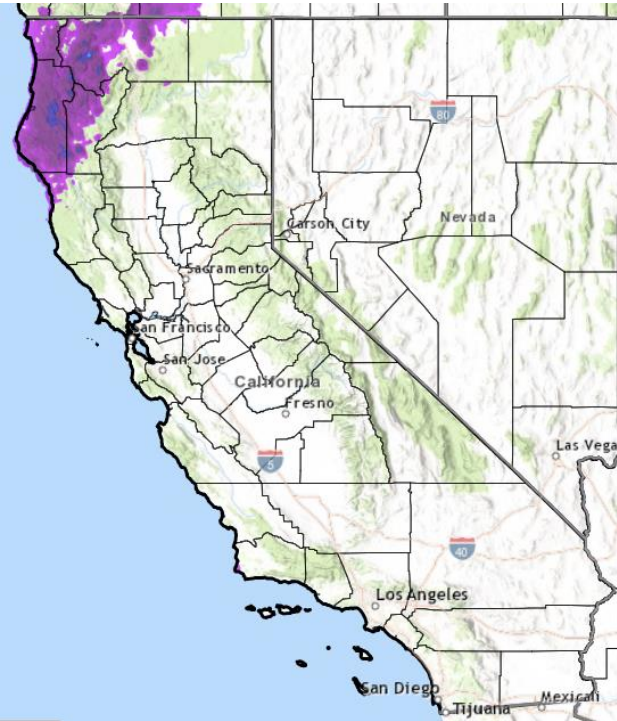 80
Carson City
Nevada
Sacramento
San Francisco
San Jose
California
Fresno
5
Las Vega
40
Los Angeles
San Diego
Tijuana
Mexicali